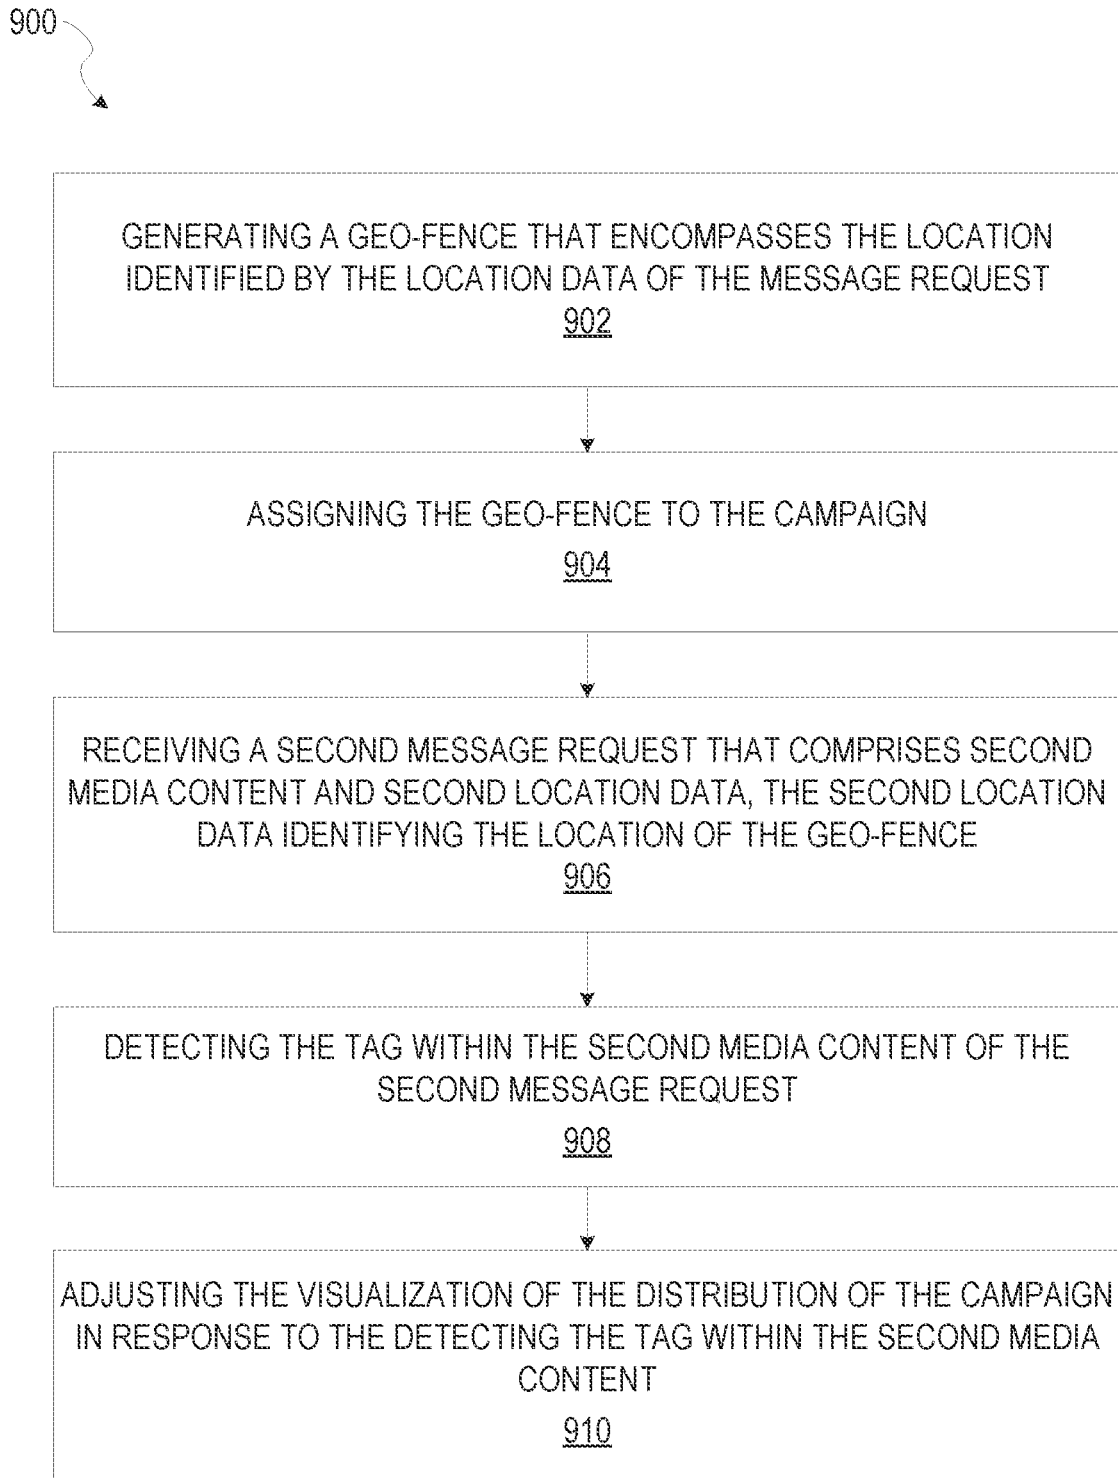 900
GENERATING A GEO-FENCE THAT ENCOMPASSES THE LOCATION
IDENTIFIED BY THE LOCATION DATA OF THE MESSAGE REQUEST
902
ASSIGNING THE GEO-FENCE TO THE CAMPAIGN
904
RECEIVING A SECOND MESSAGE REQUEST THAT COMPRISES SECOND
MEDIA CONTENT AND SECOND LOCATION DATA, THE SECOND LOCATION
DATA IDENTIFYING THE LOCATION OF THE GEO-FENCE
906
DETECTING THE TAG WITHIN THE SECOND MEDIA CONTENT OF THE
SECOND MESSAGE REQUEST
908
ADJUSTING THE VISUALIZATION OF THE DISTRIBUTION OF THE CAMPAIGN
IN RESPONSE TO THE DETECTING THE TAG WITHIN THE SECOND MEDIA
CONTENT
910